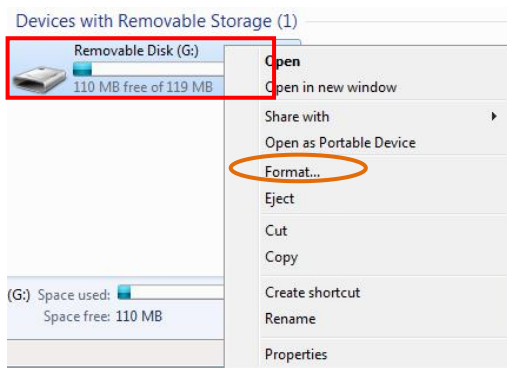 Devices with Removable Storage (1)
Removable Disk (G:)
110 MB free of 119 MB
Open
Open in new window
Share with
Open as Portable Device
Format...
Eject
Cut
Copy
Create shortcut
Rename
Properties
(G:) Space used:
Space free: 110 MB